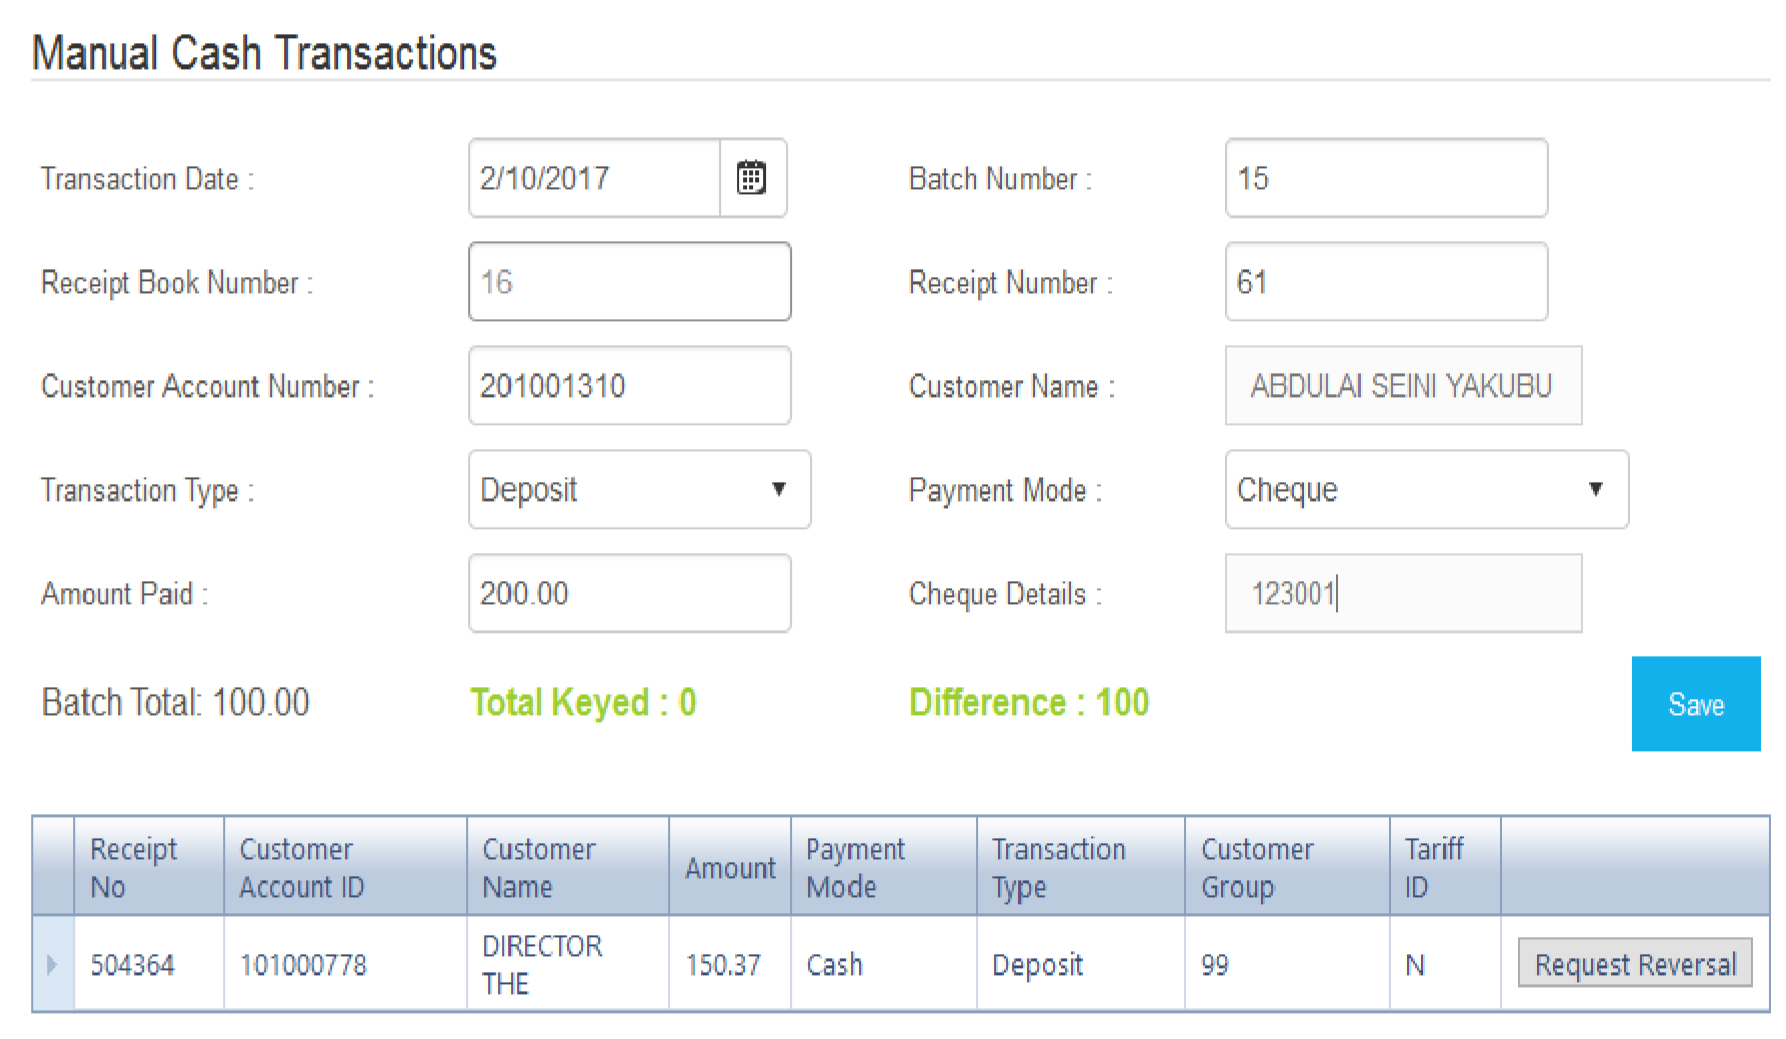 Manual Cash Transactions
Transaction Date : 2/10/2017 Batch Number : 15
Receipt Book Number : 16 Receipt Number : 61
Customer Account Number : 201001310 Customer Name : ABDULAI SEINI YAKUBU
Transaction Type : Deposit Payment Mode : Cheque
Amount Paid : 200.00 Cheque Details : 123001
Batch Total: 100.00 Total Keyed : 0 Difference : 100 Save
Receipt No Customer Account ID Customer Name Amount Payment Mode Transaction Type Customer Group Tariff ID
504364 101000778 DIRECTOR THE 150.37 Cash Deposit 99 N Request Reversal